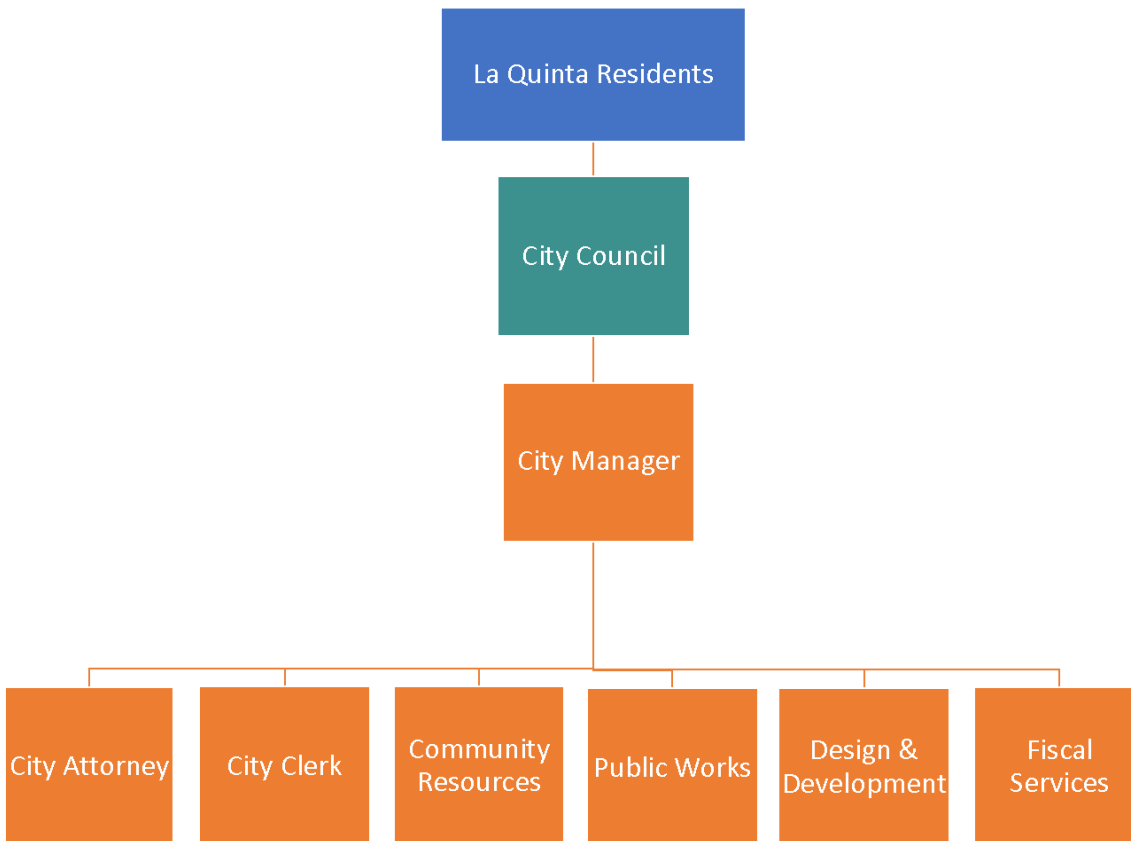 La Quinta Residents
City Council
City Manager
City Attorney
City Clerk
Community
Resources
Public Works
Design &
Development
Fiscal
Services